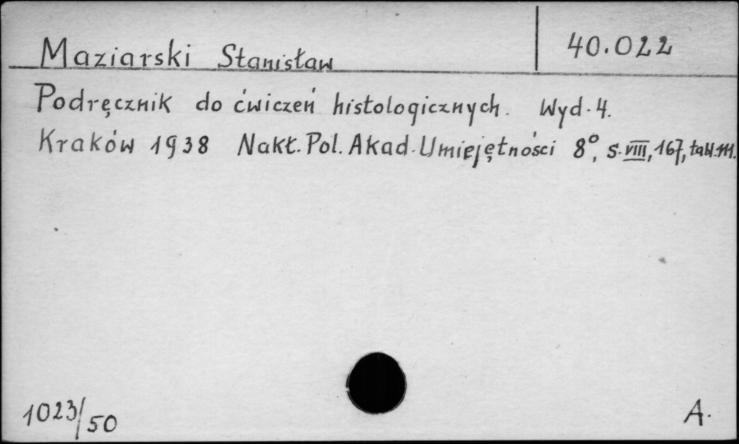 Maziarski Stanisław
40.022
Podręcznik do ćwiczeń histologicznych. Wyd. 4.
Kraków 1938 Nakł. Pol. Akad. Umiejętności 8°, s. VIII, 167, tabl.
1023/50
A.